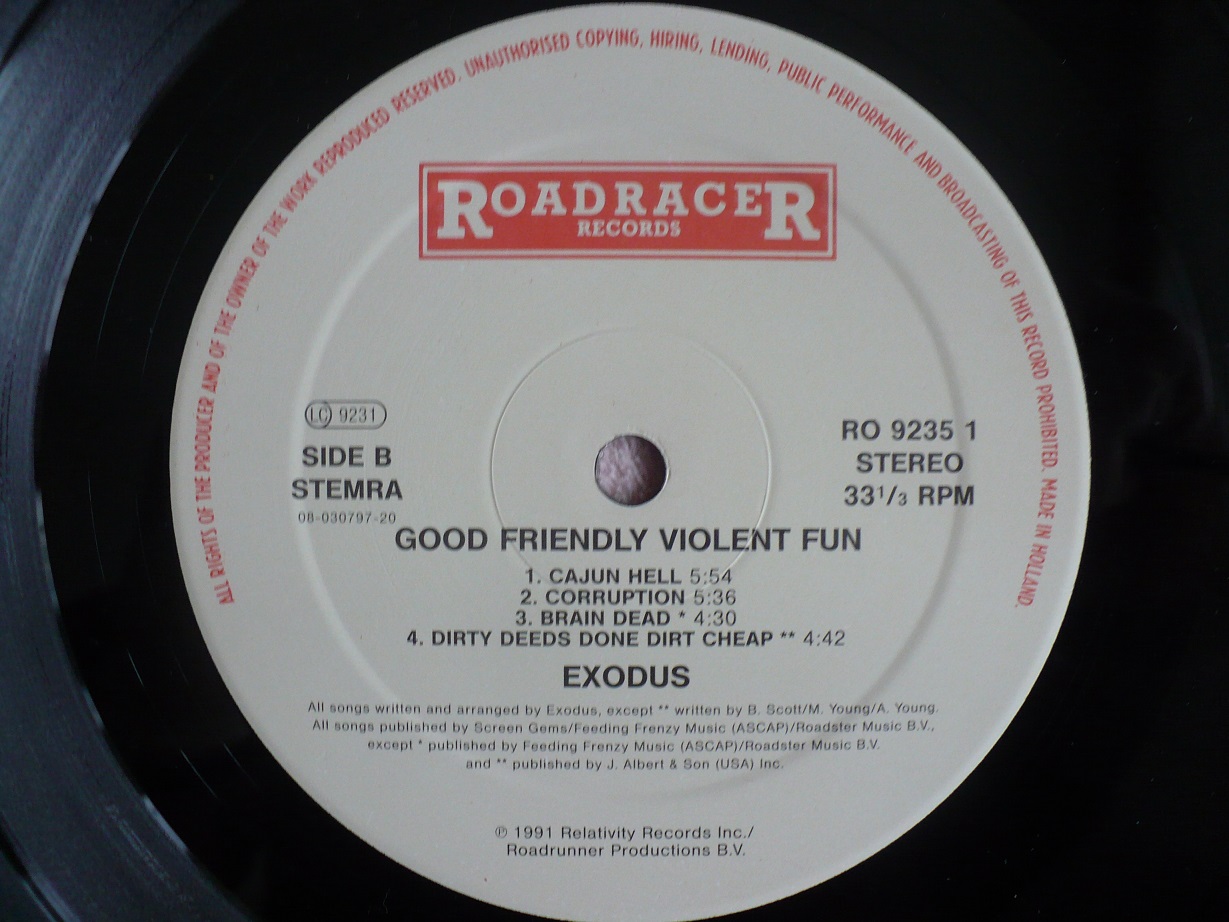 ALL RIGHTS OF THE PRODUCER AND OF THE OWNER OF THE WORK REPRODUCED RESERVED. UNAUTHORISED COPYING, HIRING, LENDING, PUBLIC PERFORMANCE AND BROADCASTING OF THIS RECORD PROHIBITED. MADE IN HOLLAND.
ROADRACER
RECORDS
LC 9231
SIDE B
STEMRA
08-030797-20
RO 9235 1
STEREO
33 1/3 RPM
GOOD FRIENDLY VIOLENT FUN
1. CAJUN HELL 5:54
2. CORRUPTION 5:36
3. BRAIN DEAD * 4:30
4. DIRTY DEEDS DONE DIRT CHEAP ** 4:42
EXODUS
All songs written and arranged by Exodus, except ** written by B. Scott/M. Young/A. Young.
All songs published by Screen Gems/Feeding Frenzy Music (ASCAP)/Roadster Music B.V.,
except * published by Feeding Frenzy Music (ASCAP)/Roadster Music B.V.
and ** published by J. Albert & Son (USA) Inc.
℗ 1991 Relativity Records Inc./
Roadrunner Productions B.V.